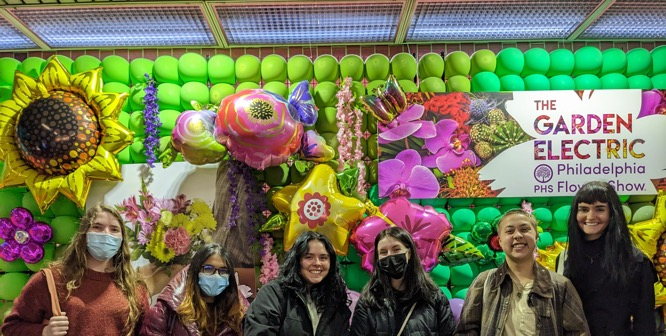 THE
GARDEN
ELECTRIC
PHS Philadelphia
Flower Show